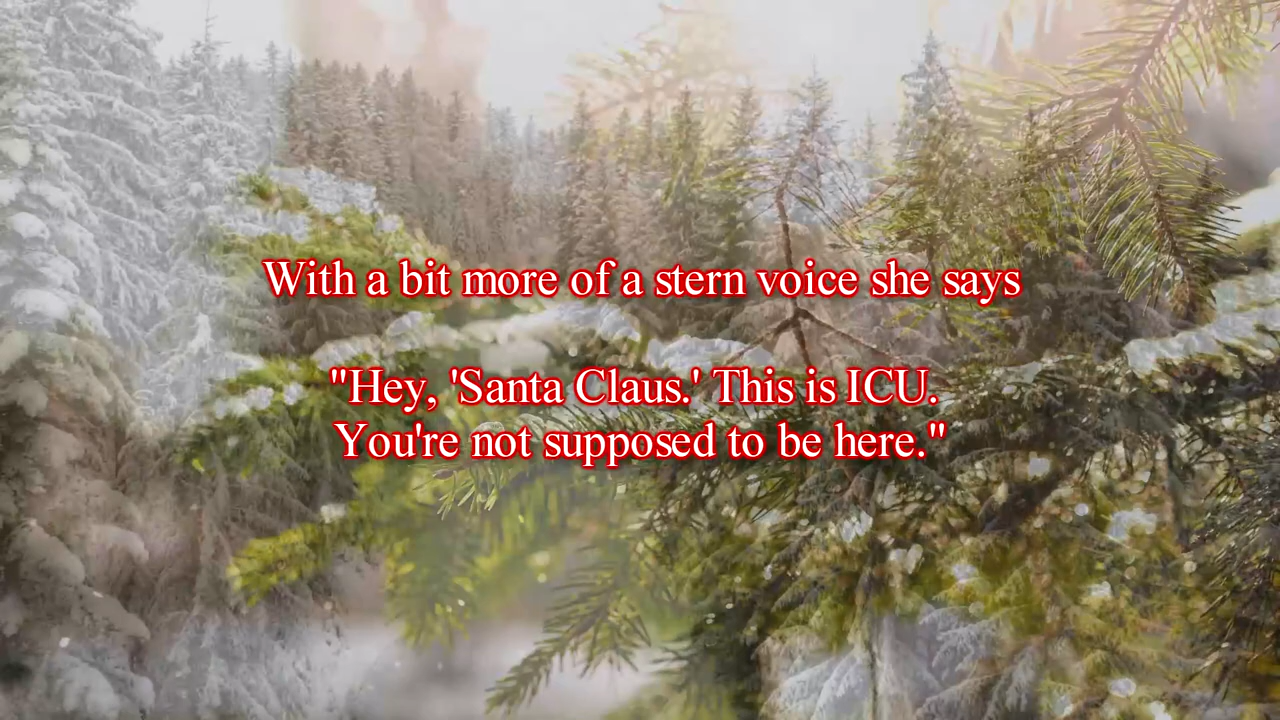 With a bit more of a stern voice she says
"Hey, 'Santa Claus.' This is ICU.
You're not supposed to be here."